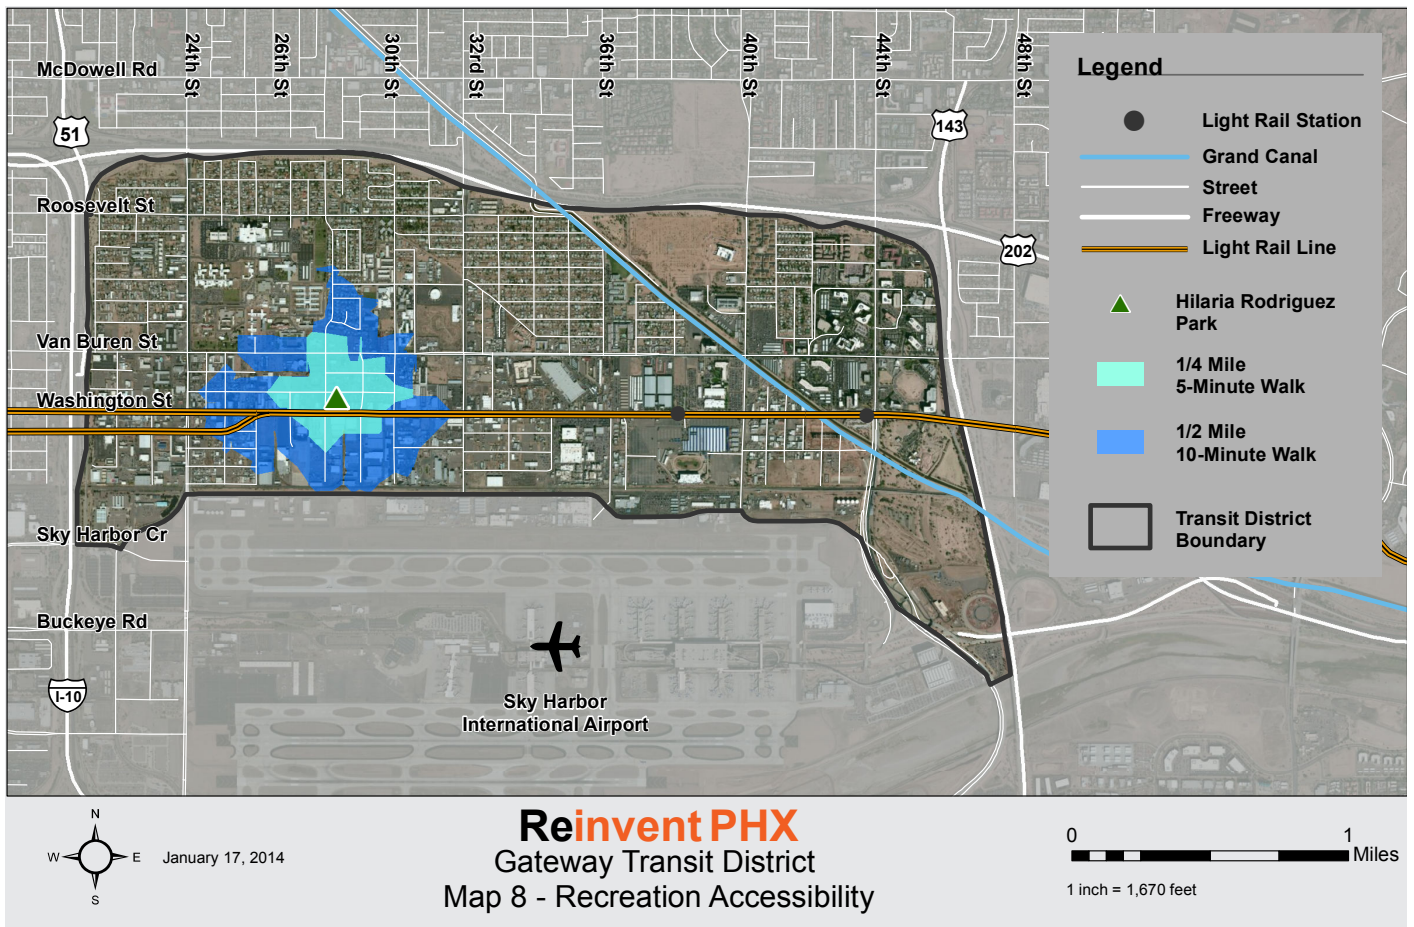 24th St
26th St
30th St
32rd St
36th St
40th St
44th St
48th St
McDowell Rd
51
143
Roosevelt St
202
Van Buren St
Washington St
Sky Harbor Cr
Buckeye Rd
I-10
Sky Harbor
International Airport
Legend
Light Rail Station
Grand Canal
Street
Freeway
Light Rail Line
Hilaria Rodriguez
Park
1/4 Mile
5-Minute Walk
1/2 Mile
10-Minute Walk
Transit District
Boundary
N
W
E
S
January 17, 2014
Reinvent PHX
Gateway Transit District
Map 8 - Recreation Accessibility
0
1
Miles
1 inch = 1,670 feet